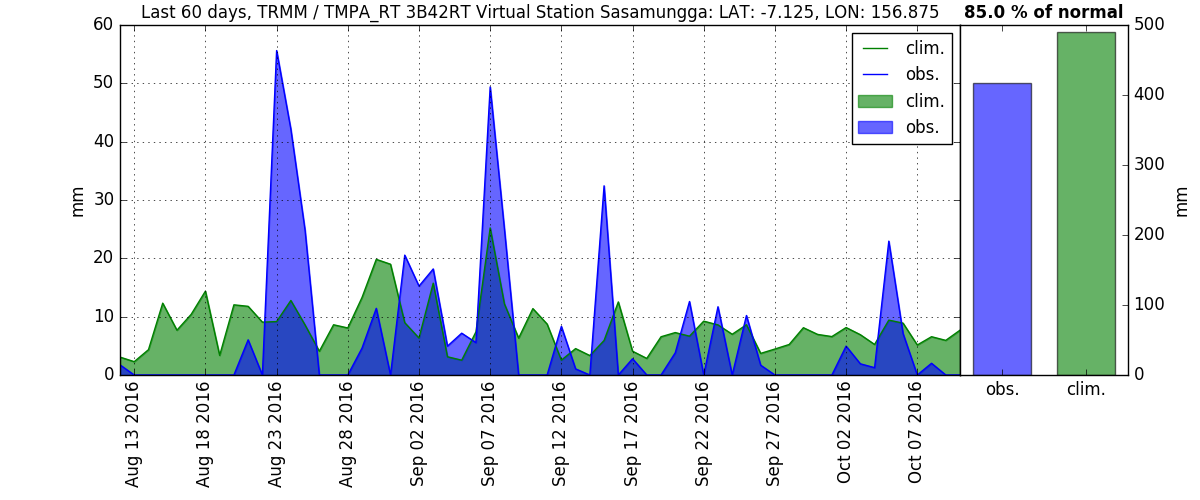 Last 60 days, TRMM / TMPA_RT 3B42RT Virtual Station Sasamungga: LAT: -7.125, LON: 156.875
85.0 % of normal
60
50
40
30
20
10
0
mm
clim.
obs.
clim.
obs.
500
400
300
200
100
0
mm
obs.
clim.
Aug 13 2016
Aug 18 2016
Aug 23 2016
Aug 28 2016
Sep 02 2016
Sep 07 2016
Sep 12 2016
Sep 17 2016
Sep 22 2016
Sep 27 2016
Oct 02 2016
Oct 07 2016